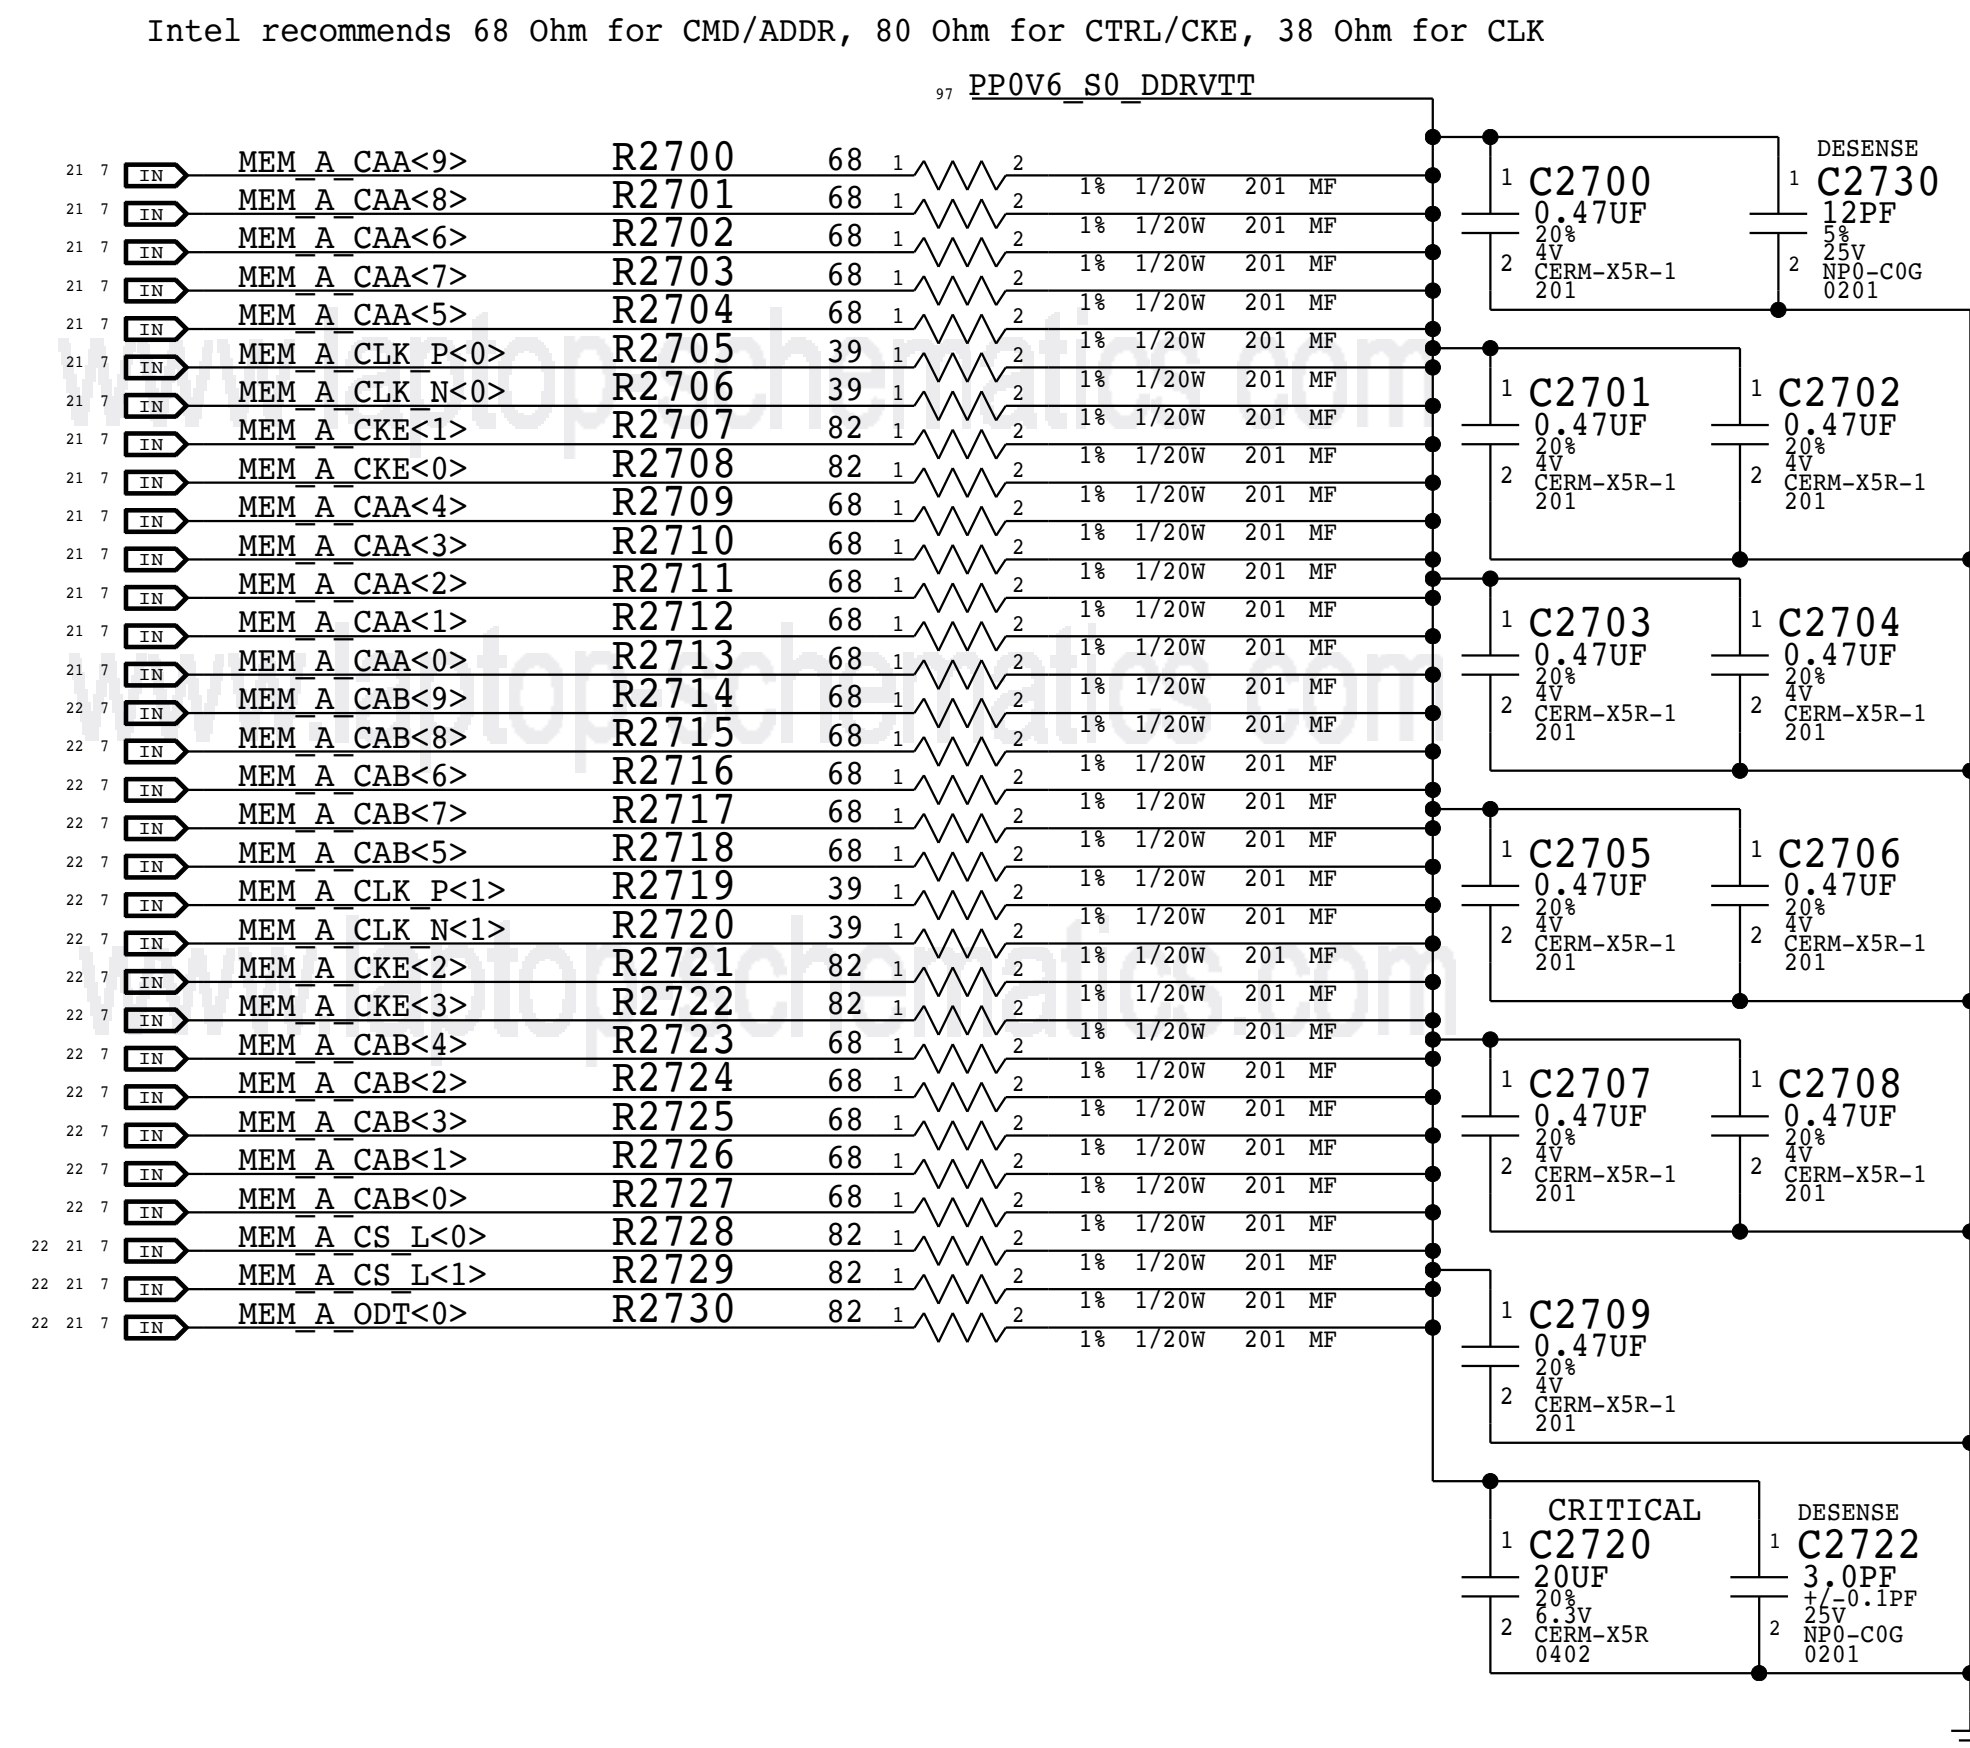 Intel recommends 68 Ohm for CMD/ADDR, 80 Ohm for CTRL/CKE, 38 Ohm for CLK
97 PP0V6_S0_DDRVTT
21 7 IN MEM_A_CAA<9> R2700 68 1 2 1% 1/20W 201 MF
21 7 IN MEM_A_CAA<8> R2701 68 1 2 1% 1/20W 201 MF
21 7 IN MEM_A_CAA<6> R2702 68 1 2 1% 1/20W 201 MF
21 7 IN MEM_A_CAA<7> R2703 68 1 2 1% 1/20W 201 MF
21 7 IN MEM_A_CAA<5> R2704 68 1 2 1% 1/20W 201 MF
21 7 IN MEM_A_CLK_P<0> R2705 39 1 2 1% 1/20W 201 MF
21 7 IN MEM_A_CLK_N<0> R2706 39 1 2 1% 1/20W 201 MF
21 7 IN MEM_A_CKE<1> R2707 82 1 2 1% 1/20W 201 MF
21 7 IN MEM_A_CKE<0> R2708 82 1 2 1% 1/20W 201 MF
21 7 IN MEM_A_CAA<4> R2709 68 1 2 1% 1/20W 201 MF
21 7 IN MEM_A_CAA<3> R2710 68 1 2 1% 1/20W 201 MF
21 7 IN MEM_A_CAA<2> R2711 68 1 2 1% 1/20W 201 MF
21 7 IN MEM_A_CAA<1> R2712 68 1 2 1% 1/20W 201 MF
21 7 IN MEM_A_CAA<0> R2713 68 1 2 1% 1/20W 201 MF
22 7 IN MEM_A_CAB<9> R2714 68 1 2 1% 1/20W 201 MF
22 7 IN MEM_A_CAB<8> R2715 68 1 2 1% 1/20W 201 MF
22 7 IN MEM_A_CAB<6> R2716 68 1 2 1% 1/20W 201 MF
22 7 IN MEM_A_CAB<7> R2717 68 1 2 1% 1/20W 201 MF
22 7 IN MEM_A_CAB<5> R2718 68 1 2 1% 1/20W 201 MF
22 7 IN MEM_A_CLK_P<1> R2719 39 1 2 1% 1/20W 201 MF
22 7 IN MEM_A_CLK_N<1> R2720 39 1 2 1% 1/20W 201 MF
22 7 IN MEM_A_CKE<2> R2721 82 1 2 1% 1/20W 201 MF
22 7 IN MEM_A_CKE<3> R2722 82 1 2 1% 1/20W 201 MF
22 7 IN MEM_A_CAB<4> R2723 68 1 2 1% 1/20W 201 MF
22 7 IN MEM_A_CAB<2> R2724 68 1 2 1% 1/20W 201 MF
22 7 IN MEM_A_CAB<3> R2725 68 1 2 1% 1/20W 201 MF
22 7 IN MEM_A_CAB<1> R2726 68 1 2 1% 1/20W 201 MF
22 7 IN MEM_A_CAB<0> R2727 68 1 2 1% 1/20W 201 MF
22 21 7 IN MEM_A_CS_L<0> R2728 82 1 2 1% 1/20W 201 MF
22 21 7 IN MEM_A_CS_L<1> R2729 82 1 2 1% 1/20W 201 MF
22 21 7 IN MEM_A_ODT<0> R2730 82 1 2 1% 1/20W 201 MF
1 C2700
0.47UF
20%
4V
2 CERM-X5R-1
201
DESENSE
1 C2730
12PF
5%
25V
2 NP0-C0G
0201
1 C2701
0.47UF
20%
4V
2 CERM-X5R-1
201
1 C2702
0.47UF
20%
4V
2 CERM-X5R-1
201
1 C2703
0.47UF
20%
4V
2 CERM-X5R-1
201
1 C2704
0.47UF
20%
4V
2 CERM-X5R-1
201
1 C2705
0.47UF
20%
4V
2 CERM-X5R-1
201
1 C2706
0.47UF
20%
4V
2 CERM-X5R-1
201
1 C2707
0.47UF
20%
4V
2 CERM-X5R-1
201
1 C2708
0.47UF
20%
4V
2 CERM-X5R-1
201
1 C2709
0.47UF
20%
4V
2 CERM-X5R-1
201
CRITICAL
1 C2720
20UF
20%
6.3V
2 CERM-X5R
0402
DESENSE
1 C2722
3.0PF
+/-0.1PF
25V
2 NP0-C0G
0201
www.laptop-schematics.com
www.laptop-schematics.com
www.laptop-schematics.com